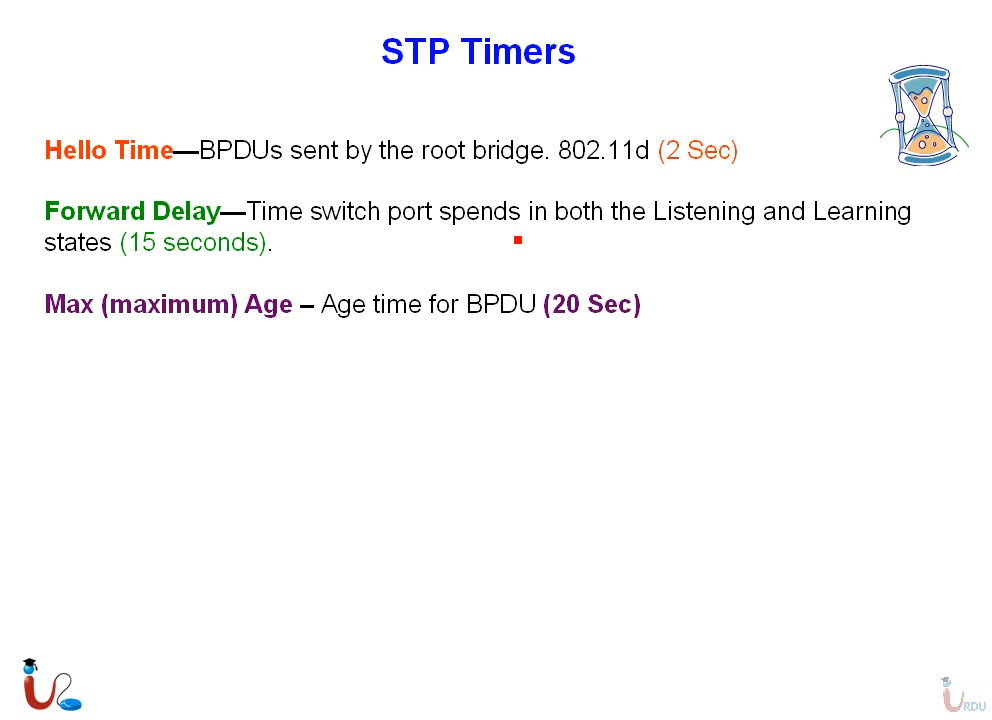 STP Timers
Hello Time—BPDUs sent by the root bridge. 802.11d (2 Sec)
Forward Delay—Time switch port spends in both the Listening and Learning
states (15 seconds).
Max (maximum) Age – Age time for BPDU (20 Sec)
iURDU